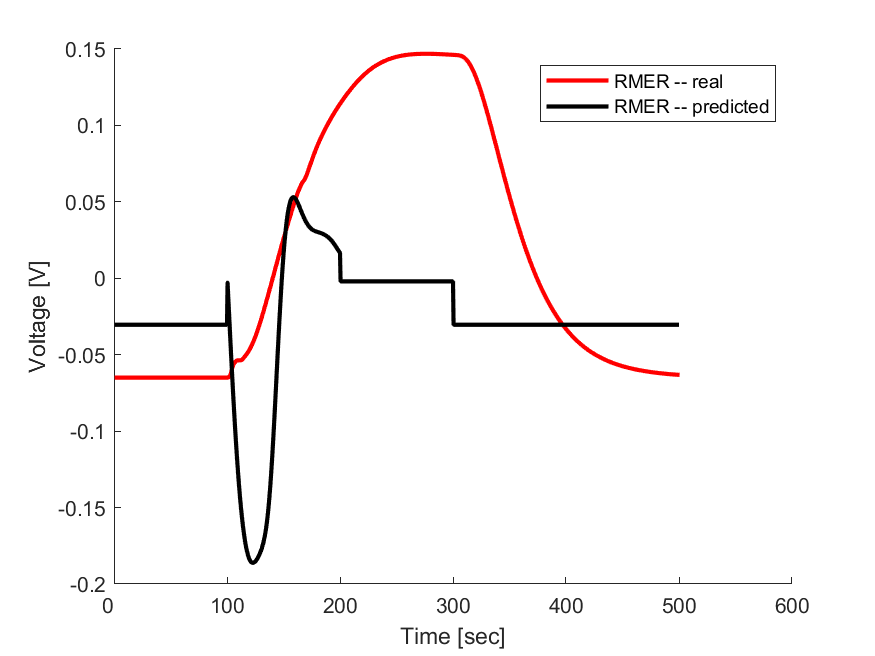 0.15
0.1
0.05
0
-0.05
-0.1
-0.15
-0.2
Voltage [V]
RMER -- real
RMER -- predicted
0 100 200 300 400 500 600
Time [sec]